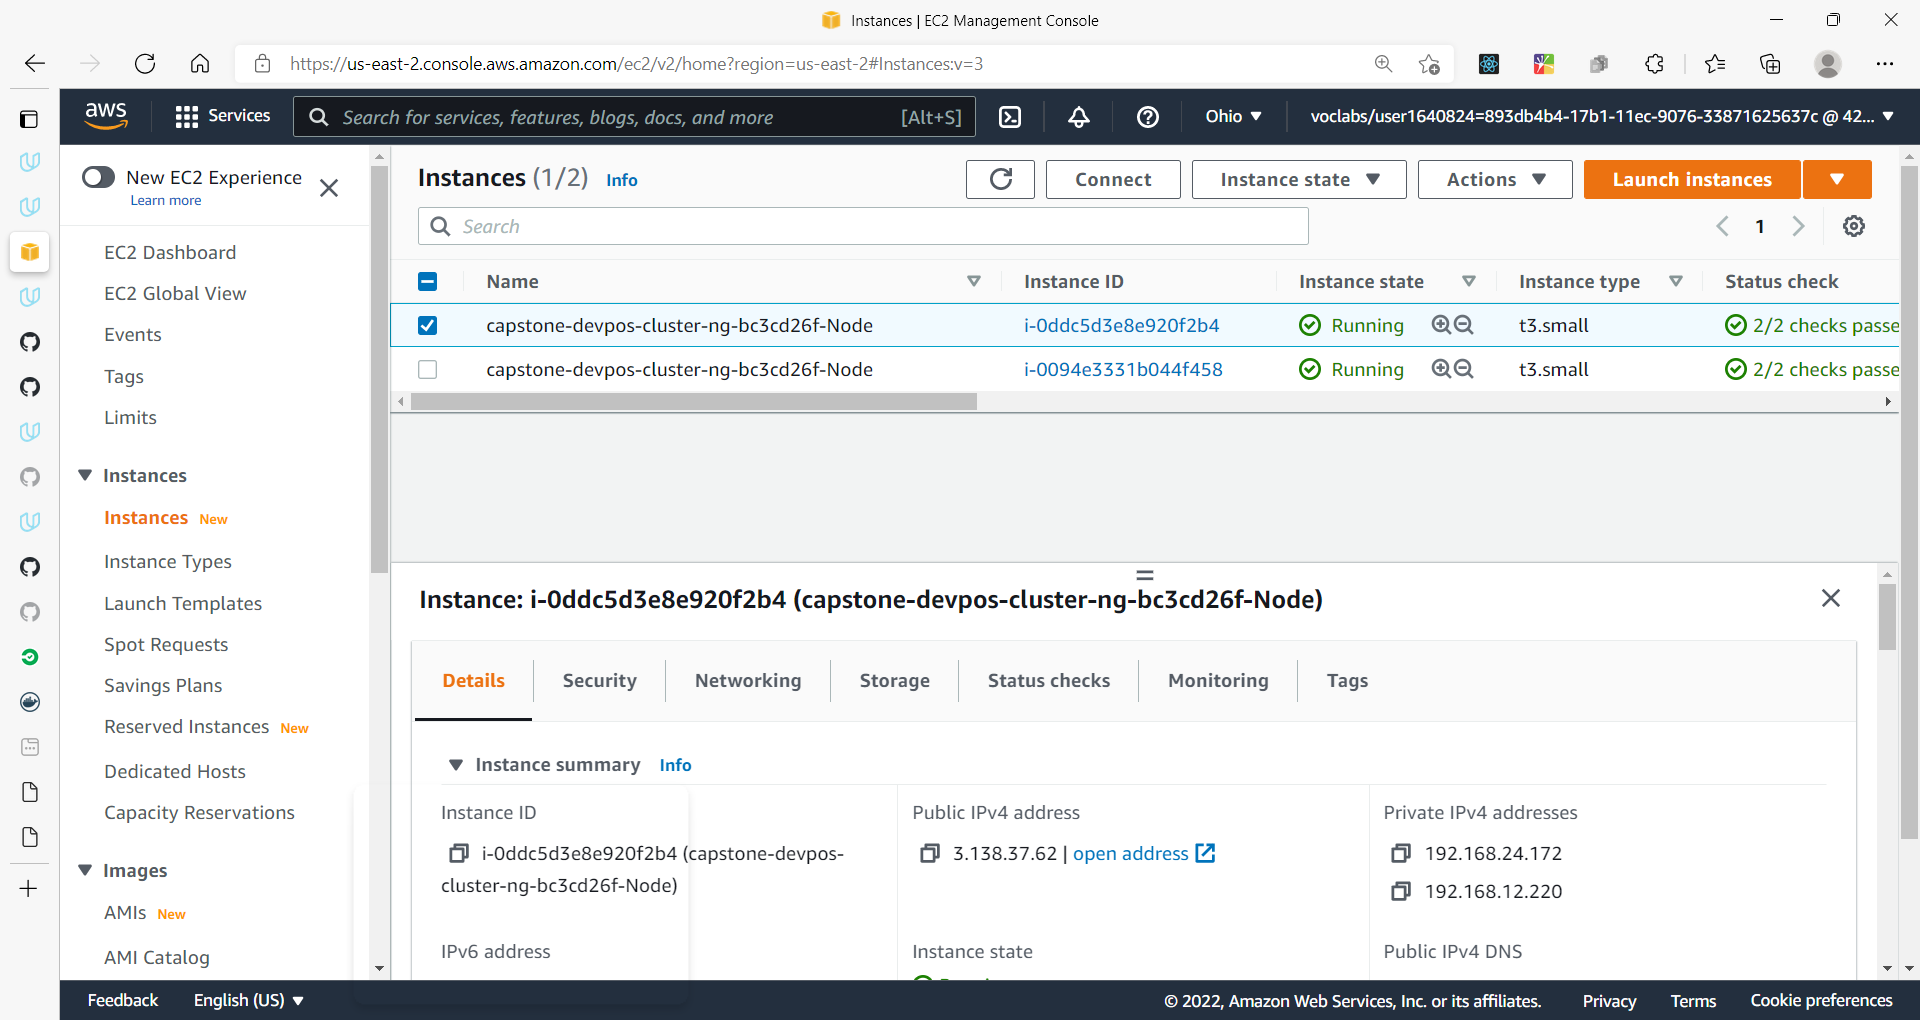 Instances | EC2 Management Console
https://us-east-2.console.aws.amazon.com/ec2/v2/home?region=us-east-2#Instances:v=3
aws
Services
Search for services, features, blogs, docs, and more [Alt+S]
Ohio
voclabs/user1640824=893db4b4-17b1-11ec-9076-33871625637c @ 42...
New EC2 Experience
Learn more
EC2 Dashboard
EC2 Global View
Events
Tags
Limits
Instances
Instances New
Instance Types
Launch Templates
Spot Requests
Savings Plans
Reserved Instances New
Dedicated Hosts
Capacity Reservations
Images
AMIs New
AMI Catalog
Instances (1/2) Info
Connect
Instance state
Actions
Launch instances
Search
1
Name Instance ID Instance state Instance type Status check
capstone-devpos-cluster-ng-bc3cd26f-Node i-0ddc5d3e8e920f2b4 Running t3.small 2/2 checks passe
capstone-devpos-cluster-ng-bc3cd26f-Node i-0094e3331b044f458 Running t3.small 2/2 checks passe
Instance: i-0ddc5d3e8e920f2b4 (capstone-devpos-cluster-ng-bc3cd26f-Node)
Details Security Networking Storage Status checks Monitoring Tags
Instance summary Info
Instance ID
i-0ddc5d3e8e920f2b4 (capstone-devpos-
cluster-ng-bc3cd26f-Node)
Public IPv4 address
3.138.37.62 | open address
Private IPv4 addresses
192.168.24.172
192.168.12.220
IPv6 address
Instance state
Public IPv4 DNS
Feedback
English (US)
© 2022, Amazon Web Services, Inc. or its affiliates.
Privacy
Terms
Cookie preferences